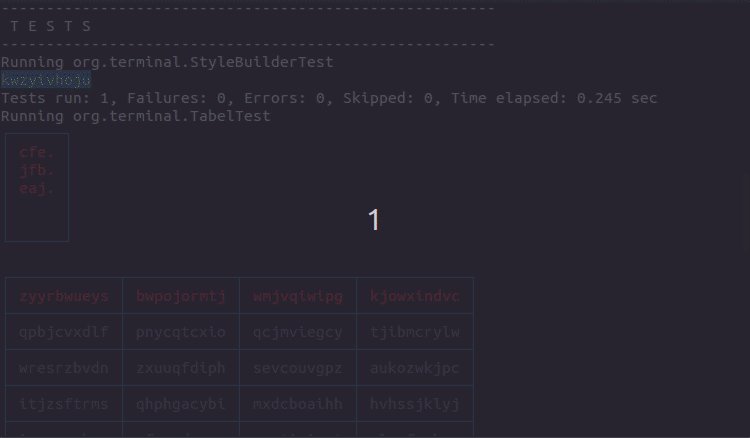 -------------------------------------------------------
T E S T S
-------------------------------------------------------
Running org.terminal.StyleBuilderTest
kwzyivhoju
Tests run: 1, Failures: 0, Errors: 0, Skipped: 0, Time elapsed: 0.245 sec
Running org.terminal.TabelTest
cfe.
jfb.
eaj.
1
zyyrbwueys bwpojormtj wmjvqiwipg kjowxindvc
qpbjcvxdlf pnycqtcxio qcjmviegcy tjibmcrylw
wresrzbvdn zxuuqfdiph sevcouvgpz aukozwkjpc
itjzsftrms qhphgacybi mxdcboaihh hvhssjklyj